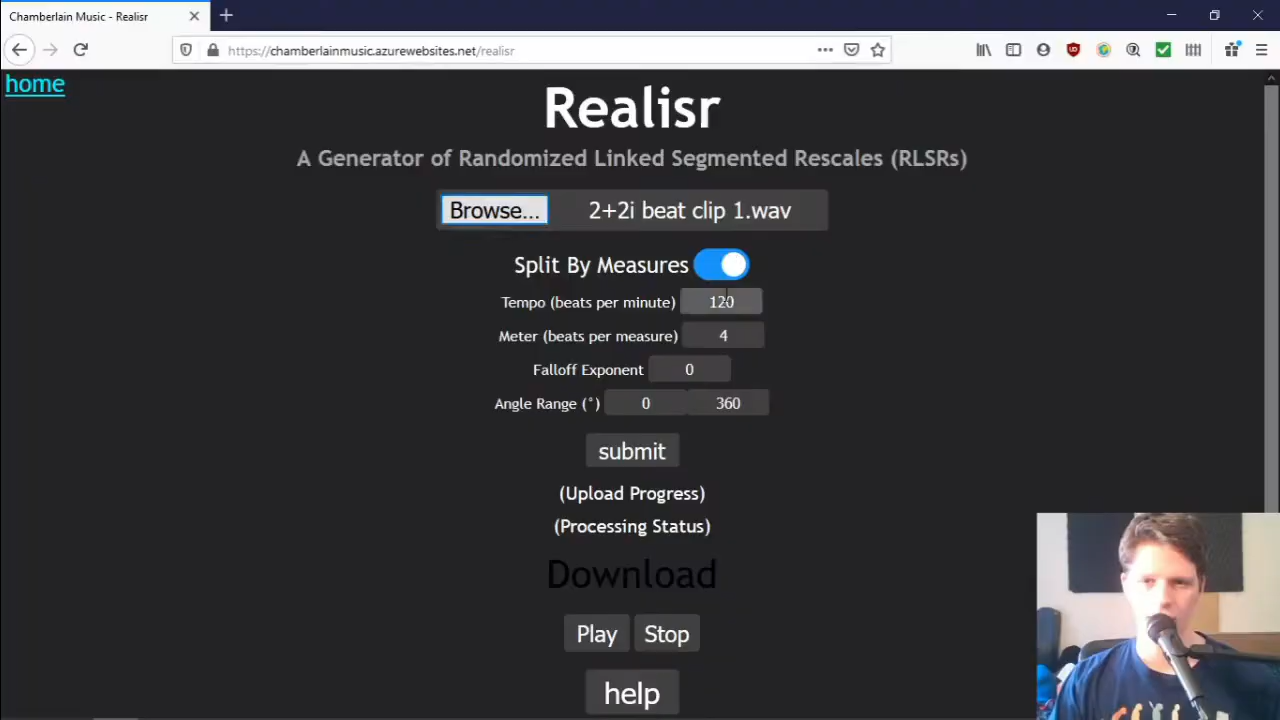 Chamberlain Music - Realisr
https://chamberlainmusic.azurewebsites.net/realisr
home
Realisr
A Generator of Randomized Linked Segmented Rescales (RLSRs)
Browse... 2+2i beat clip 1.wav
Split By Measures
Tempo (beats per minute) 120
Meter (beats per measure) 4
Falloff Exponent 0
Angle Range (°) 0 360
submit
(Upload Progress)
(Processing Status)
Download
Play Stop
help